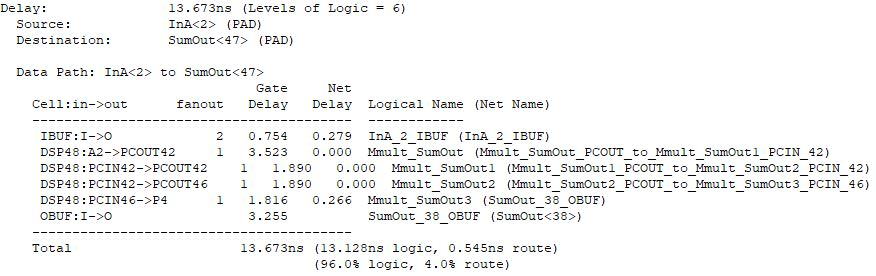 Delay: 13.673ns (Levels of Logic = 6)
Source: InA<2> (PAD)
Destination: SumOut<47> (PAD)
Data Path: InA<2> to SumOut<47>
Gate Net
Cell:in->out fanout Delay Delay Logical Name (Net Name)
---------------------------------------- ------------
IBUF:I->O 2 0.754 0.279 InA_2_IBUF (InA_2_IBUF)
DSP48:A2->PCOUT42 1 3.523 0.000 Mmult_SumOut (Mmult_SumOut_PCOUT_to_Mmult_SumOut1_PCIN_42)
DSP48:PCIN42->PCOUT42 1 1.890 0.000 Mmult_SumOut1 (Mmult_SumOut1_PCOUT_to_Mmult_SumOut2_PCIN_42)
DSP48:PCIN42->PCOUT46 1 1.890 0.000 Mmult_SumOut2 (Mmult_SumOut2_PCOUT_to_Mmult_SumOut3_PCIN_46)
DSP48:PCIN46->P4 1 1.816 0.266 Mmult_SumOut3 (SumOut_38_OBUF)
OBUF:I->O 3.255 SumOut_38_OBUF (SumOut<38>)
----------------------------------------
Total 13.673ns (13.128ns logic, 0.545ns route)
(96.0% logic, 4.0% route)